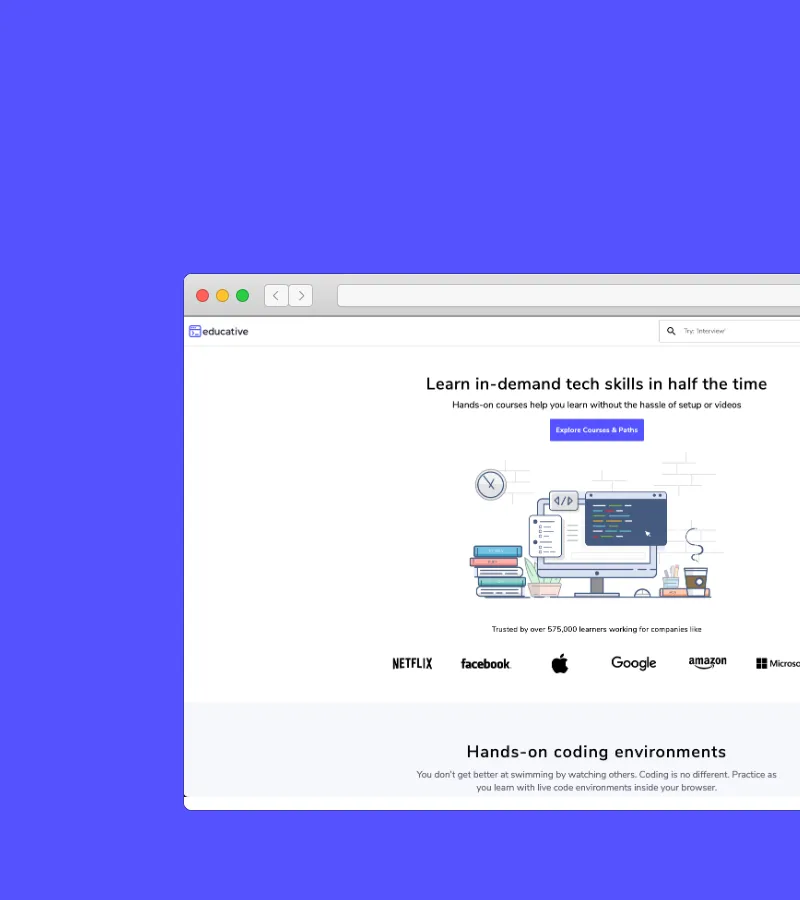 educative
Try: 'Interview'
Learn in-demand tech skills in half the time
Hands-on courses help you learn without the hassle of setup or videos
Explore Courses & Paths
</>
Trusted by over 575,000 learners working for companies like
NETFLIX facebook Google amazon Microso
Hands-on coding environments
You don't get better at swimming by watching others. Coding is no different. Practice as
you learn with live code environments inside your browser.